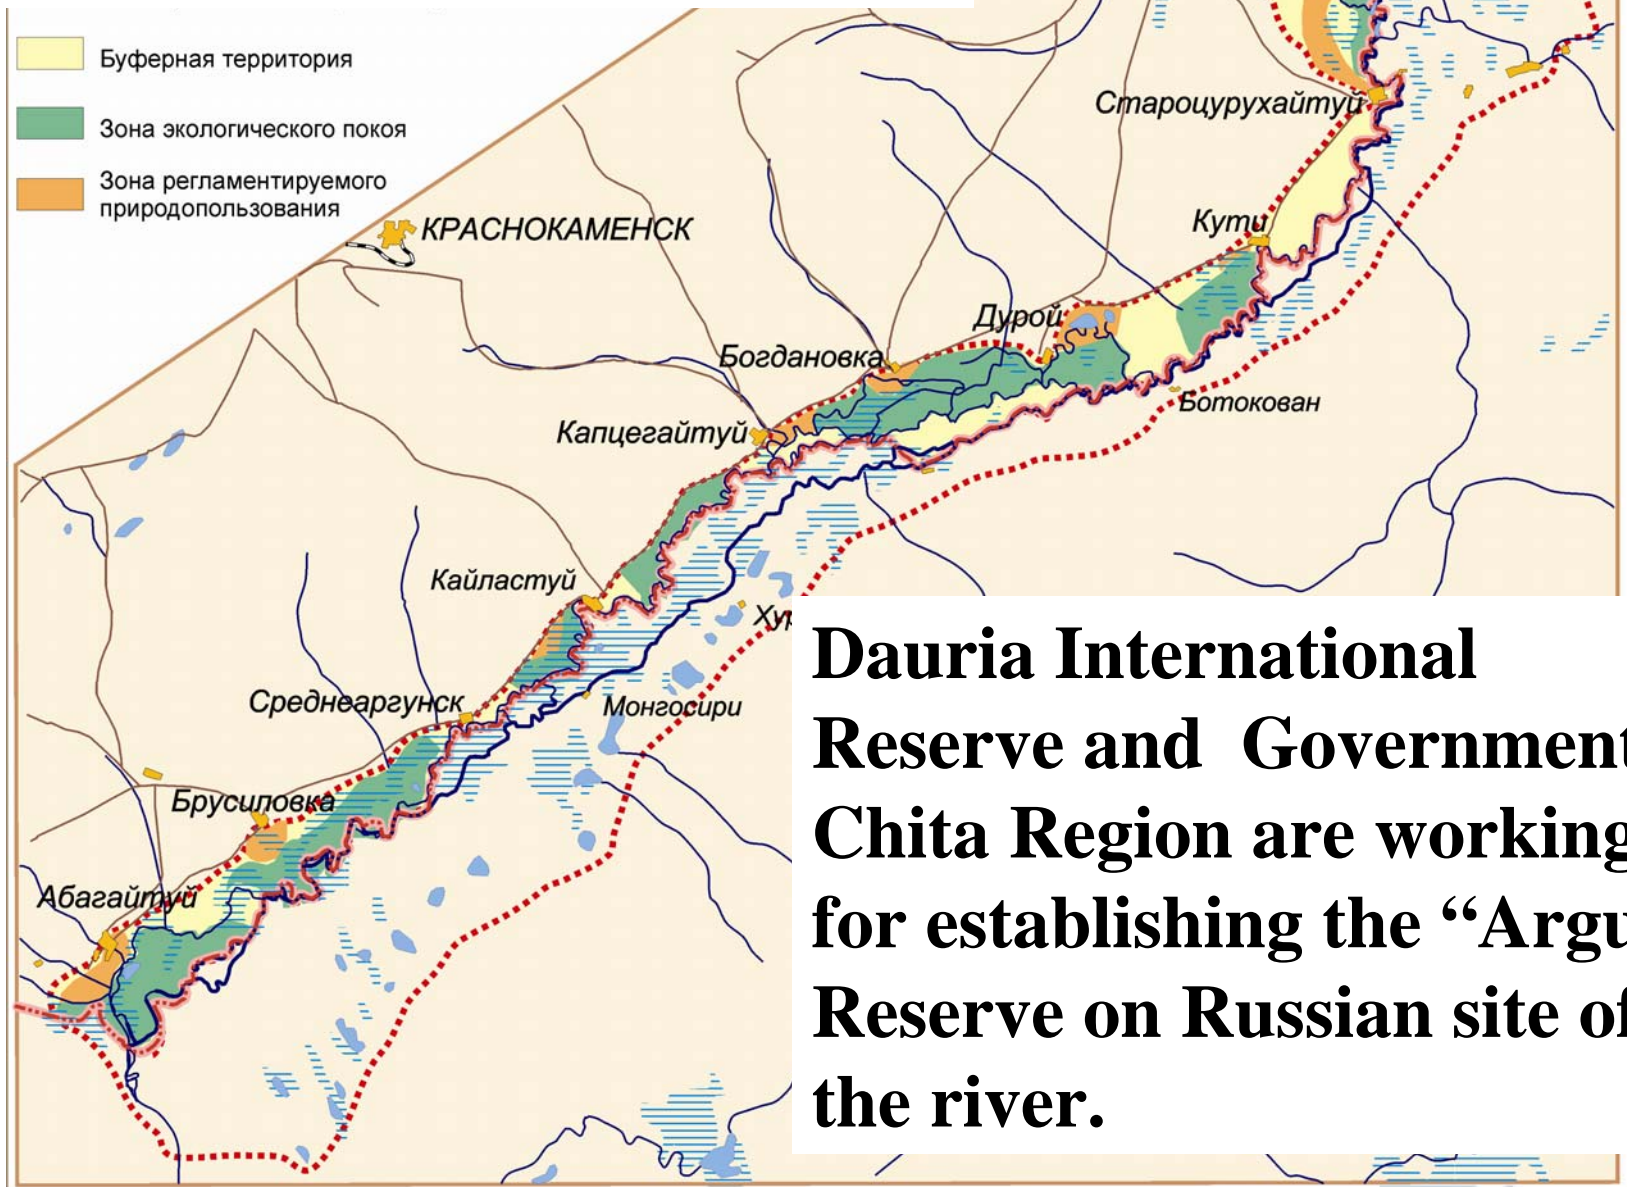 Буферная территория
Зона экологического покоя
Зона регламентируемого
природопользования
КРАСНОКАМЕНСК
Староцурухайтуй
Кути
Дурой
Богдановка
Ботокован
Капцегайтуй
Кайластуй
Среднеаргунск
Монгосири
Брусиловка
Абагайтуй
Dauria International
Reserve and Government
Chita Region are working
for establishing the “Argu
Reserve on Russian site of
the river.